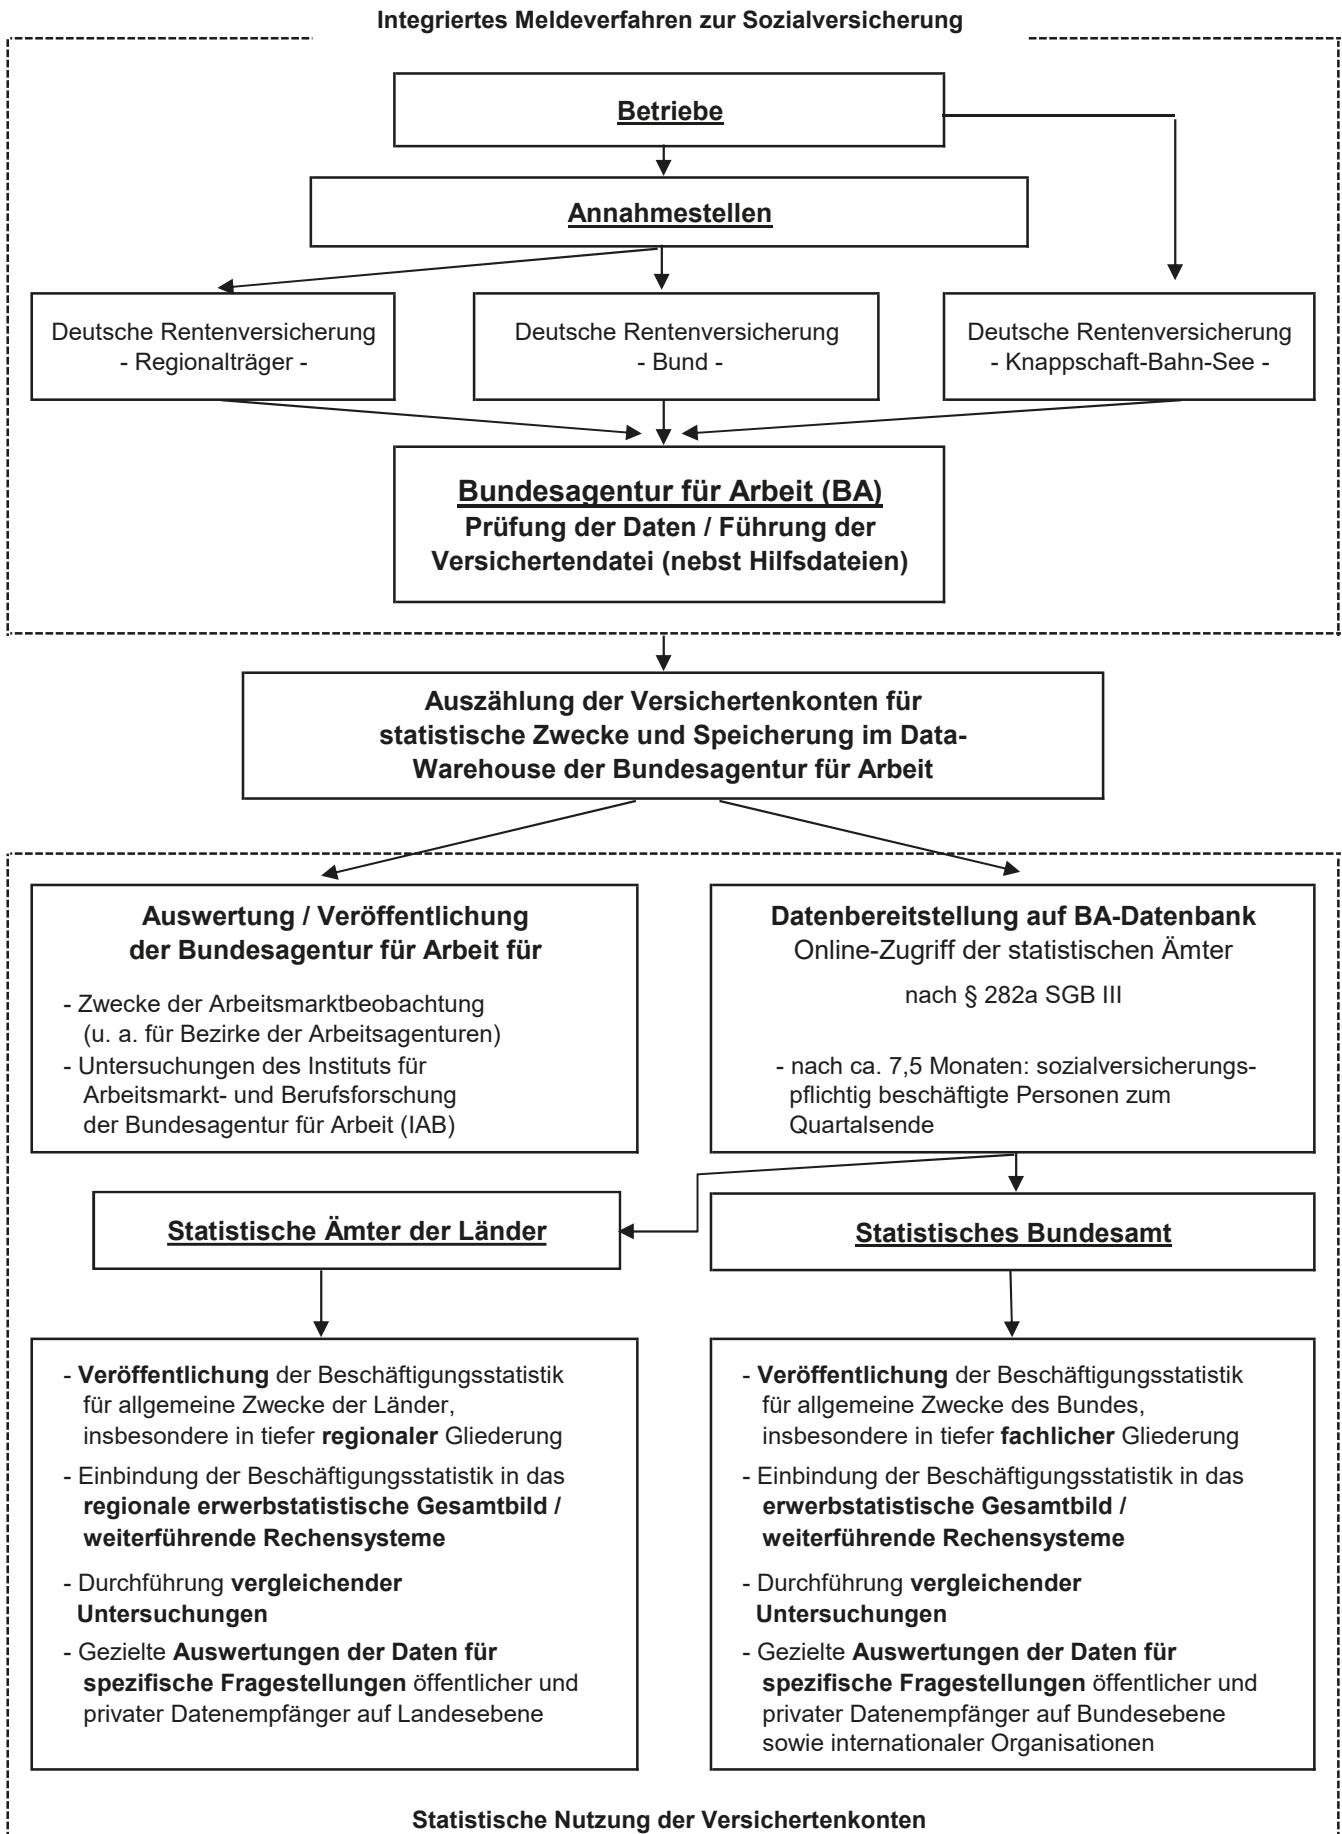 Integriertes Meldeverfahren zur Sozialversicherung
Betriebe
Annahmestellen
Deutsche Rentenversicherung
- Regionalträger -
Deutsche Rentenversicherung
- Bund -
Deutsche Rentenversicherung
- Knappschaft-Bahn-See -
Bundesagentur für Arbeit (BA)
Prüfung der Daten / Führung der
Versichertendatei (nebst Hilfsdateien)
Auszählung der Versichertenkonten für
statistische Zwecke und Speicherung im Data-
Warehouse der Bundesagentur für Arbeit
Auswertung / Veröffentlichung
der Bundesagentur für Arbeit für
- Zwecke der Arbeitsmarktbeobachtung
(u. a. für Bezirke der Arbeitsagenturen)
- Untersuchungen des Instituts für
Arbeitsmarkt- und Berufsforschung
der Bundesagentur für Arbeit (IAB)
Datenbereitstellung auf BA-Datenbank
Online-Zugriff der statistischen Ämter
nach § 282a SGB III
- nach ca. 7,5 Monaten: sozialversicherungs-
pflichtig beschäftigte Personen zum
Quartalsende
Statistische Ämter der Länder
Statistisches Bundesamt
- Veröffentlichung der Beschäftigungsstatistik
für allgemeine Zwecke der Länder,
insbesondere in tiefer regionaler Gliederung
- Einbindung der Beschäftigungsstatistik in das
regionale erwerbstatistische Gesamtbild /
weiterführende Rechensysteme
- Durchführung vergleichender
Untersuchungen
- Gezielte Auswertungen der Daten für
spezifische Fragestellungen öffentlicher und
privater Datenempfänger auf Landesebene
- Veröffentlichung der Beschäftigungsstatistik
für allgemeine Zwecke des Bundes,
insbesondere in tiefer fachlicher Gliederung
- Einbindung der Beschäftigungsstatistik in das
erwerbstatistische Gesamtbild /
weiterführende Rechensysteme
- Durchführung vergleichender
Untersuchungen
- Gezielte Auswertungen der Daten für
spezifische Fragestellungen öffentlicher und
privater Datenempfänger auf Bundesebene
sowie internationaler Organisationen
Statistische Nutzung der Versichertenkonten